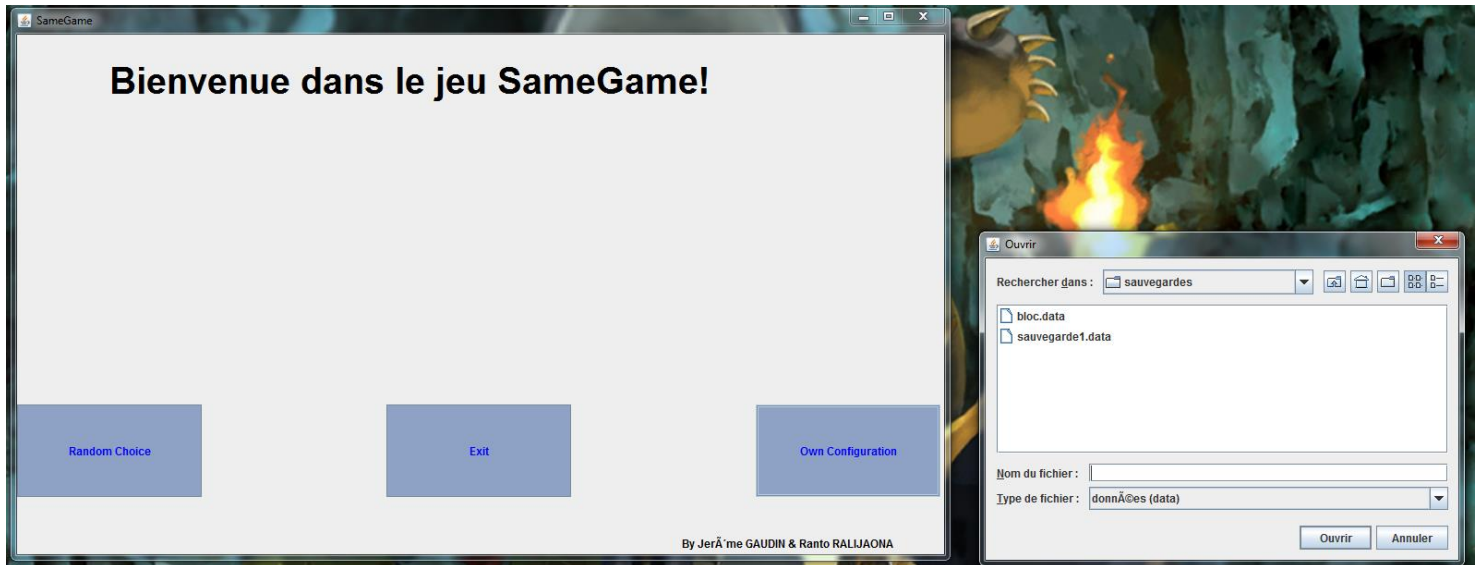 SameGame
Bienvenue dans le jeu SameGame!
Random Choice
Exit
Own Configuration
By JerÃ´me GAUDIN & Ranto RALIJAONA
Ouvrir
Rechercher dans : sauvegardes
bloc.data
sauvegarde1.data
Nom du fichier :
Type de fichier : donnÃ©es (data)
Ouvrir Annuler